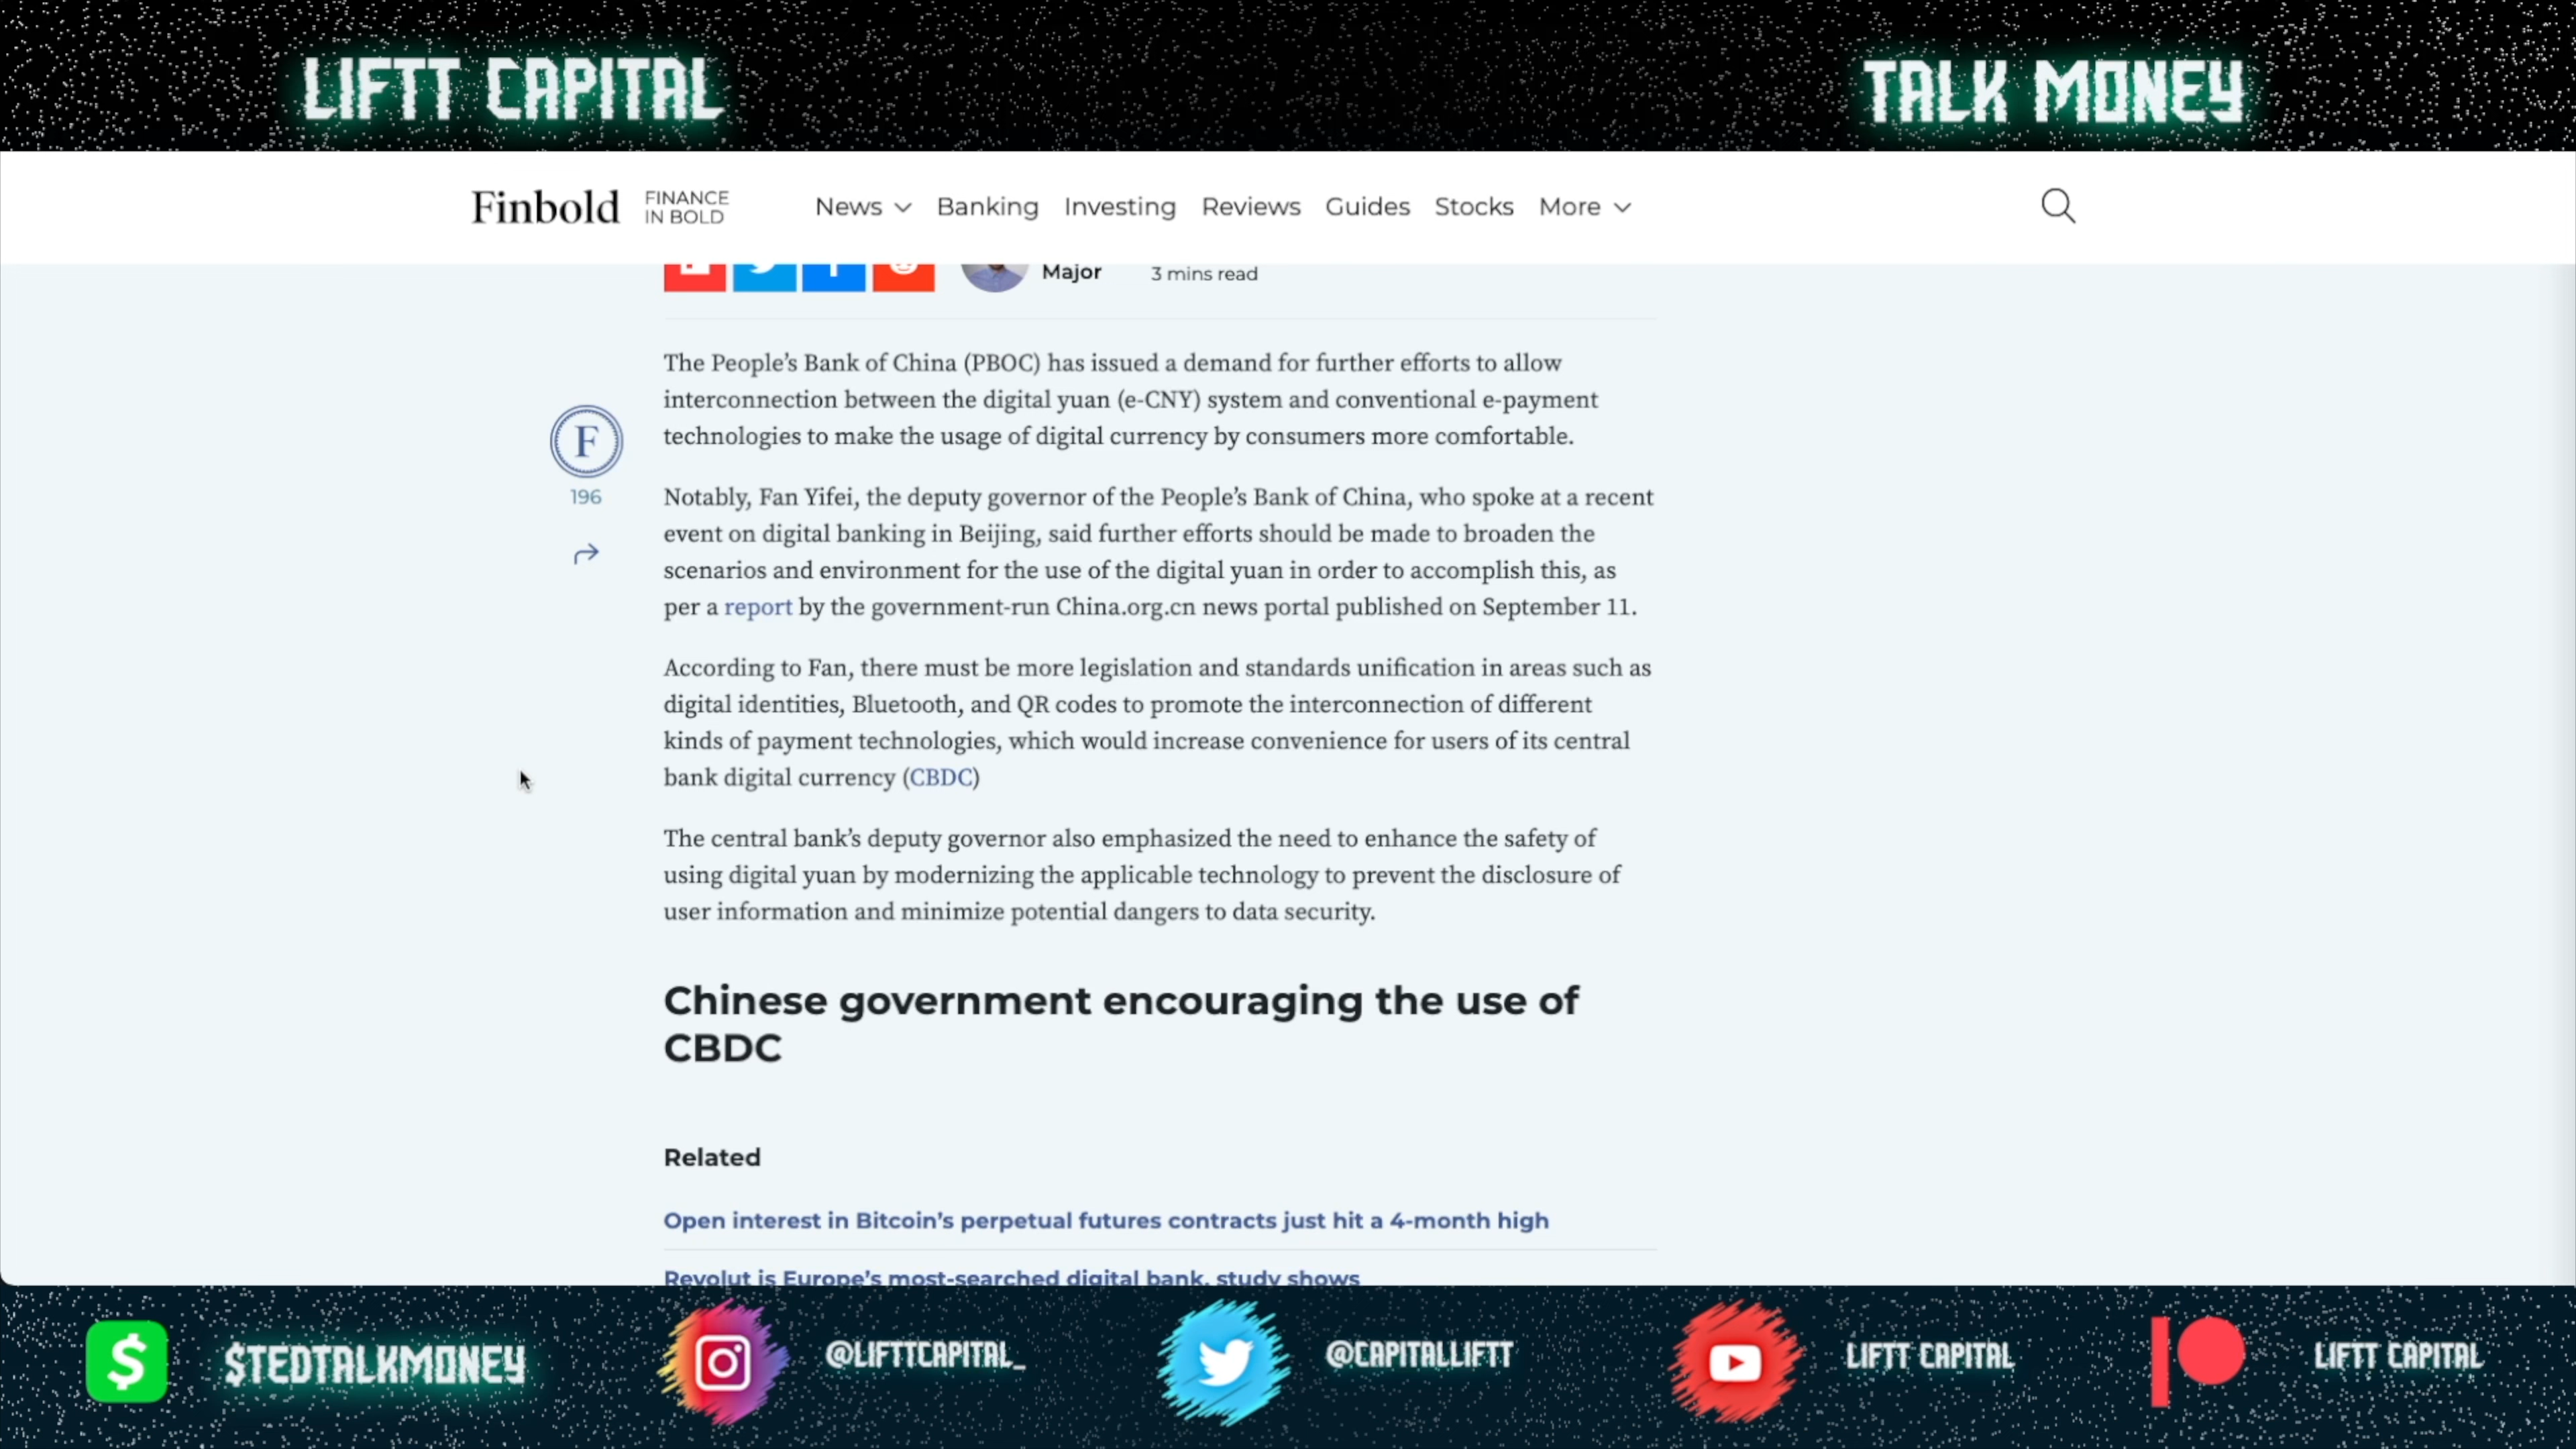 LIFTT CAPITAL
TALK MONEY
Finbold
FINANCE
IN BOLD
News
Banking
Investing
Reviews
Guides
Stocks
More
Major
3 mins read
The People’s Bank of China (PBOC) has issued a demand for further efforts to allow
interconnection between the digital yuan (e-CNY) system and conventional e-payment
technologies to make the usage of digital currency by consumers more comfortable.
F
196
Notably, Fan Yifei, the deputy governor of the People’s Bank of China, who spoke at a recent
event on digital banking in Beijing, said further efforts should be made to broaden the
scenarios and environment for the use of the digital yuan in order to accomplish this, as
per a report by the government-run China.org.cn news portal published on September 11.
According to Fan, there must be more legislation and standards unification in areas such as
digital identities, Bluetooth, and QR codes to promote the interconnection of different
kinds of payment technologies, which would increase convenience for users of its central
bank digital currency (CBDC)
The central bank’s deputy governor also emphasized the need to enhance the safety of
using digital yuan by modernizing the applicable technology to prevent the disclosure of
user information and minimize potential dangers to data security.
Chinese government encouraging the use of
CBDC
Related
Open interest in Bitcoin’s perpetual futures contracts just hit a 4-month high
Revolut is Europe’s most-searched digital bank, study shows
$
$TEDTALKMONEY
@LIFTTCAPITAL_
@CAPITALLIFTT
LIFTT CAPITAL
LIFTT CAPITAL